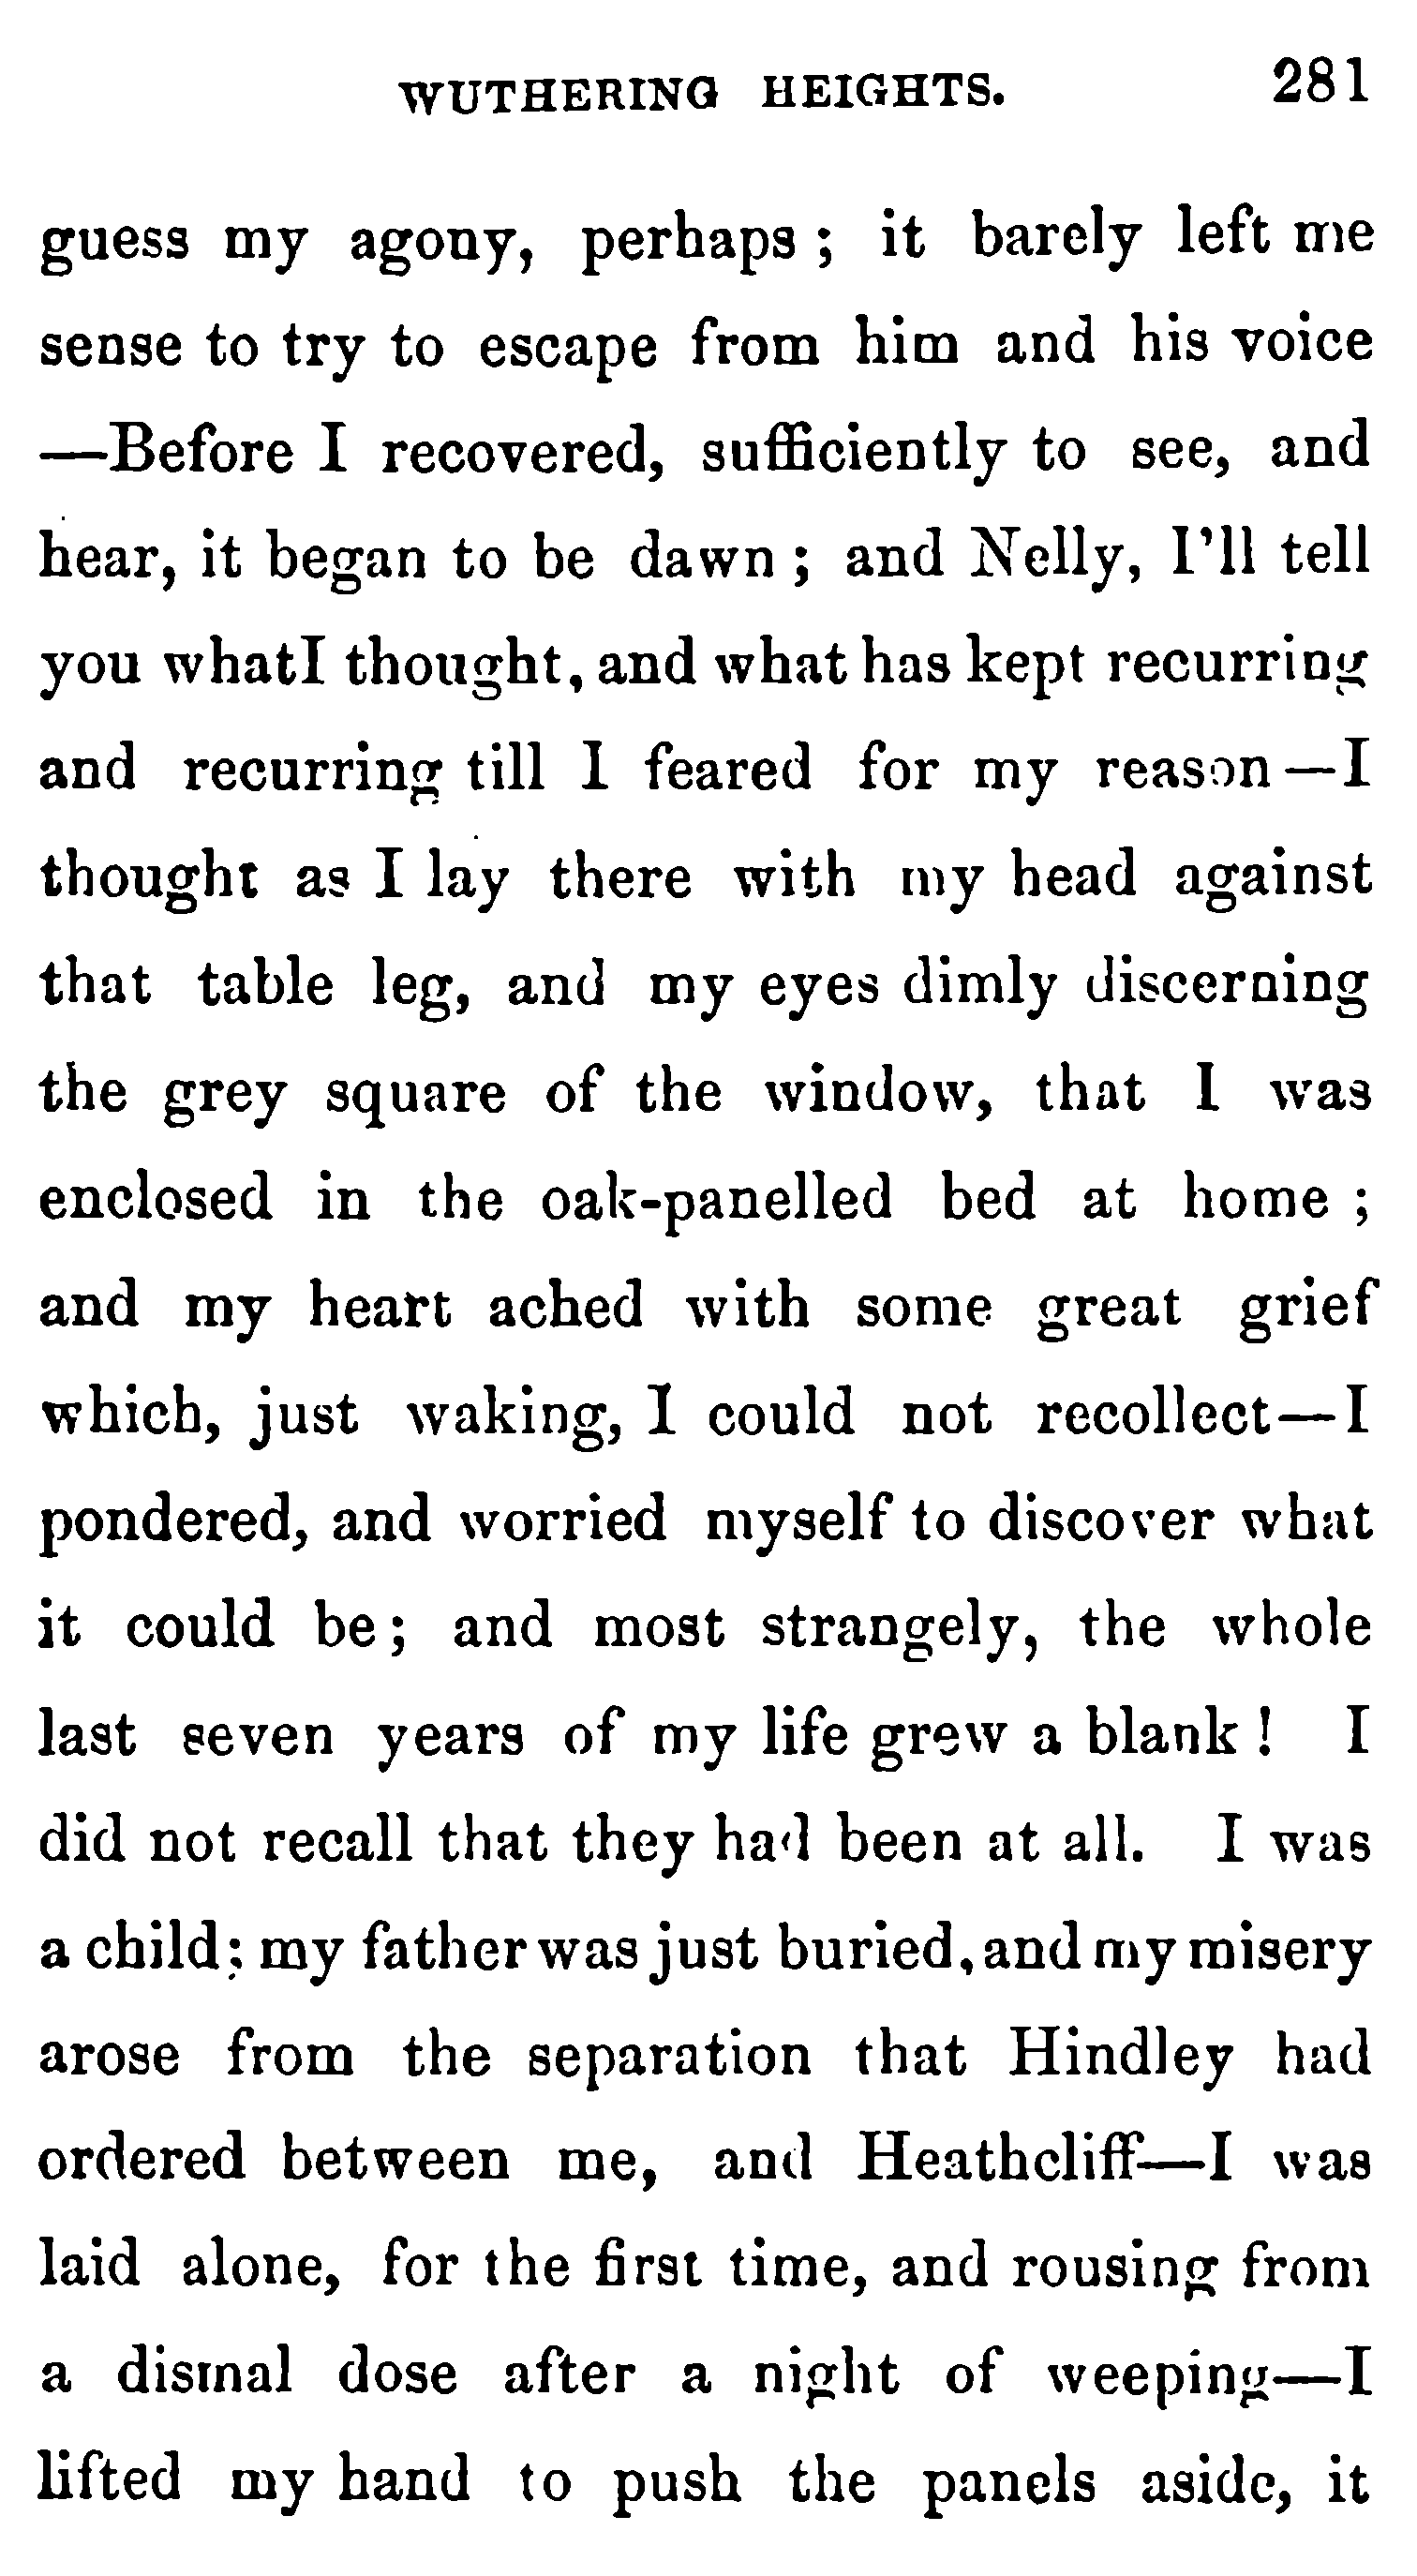 WUTHERING HEIGHTS. 281
guess my agony, perhaps ; it barely left me
sense to try to escape from him and his voice
—Before I recovered, sufficiently to see, and
hear, it began to be dawn ; and Nelly, I'll tell
you what I thought, and what has kept recurring
and recurring till I feared for my reason—I
thought as I lay there with my head against
that table leg, and my eyes dimly discerning
the grey square of the window, that I was
enclosed in the oak-panelled bed at home ;
and my heart ached with some great grief
which, just waking, I could not recollect—I
pondered, and worried myself to discover what
it could be; and most strangely, the whole
last seven years of my life grew a blank ! I
did not recall that they had been at all. I was
a child; my father was just buried, and my misery
arose from the separation that Hindley had
ordered between me, and Heathcliff—I was
laid alone, for the first time, and rousing from
a dismal dose after a night of weeping—I
lifted my hand to push the panels aside, it